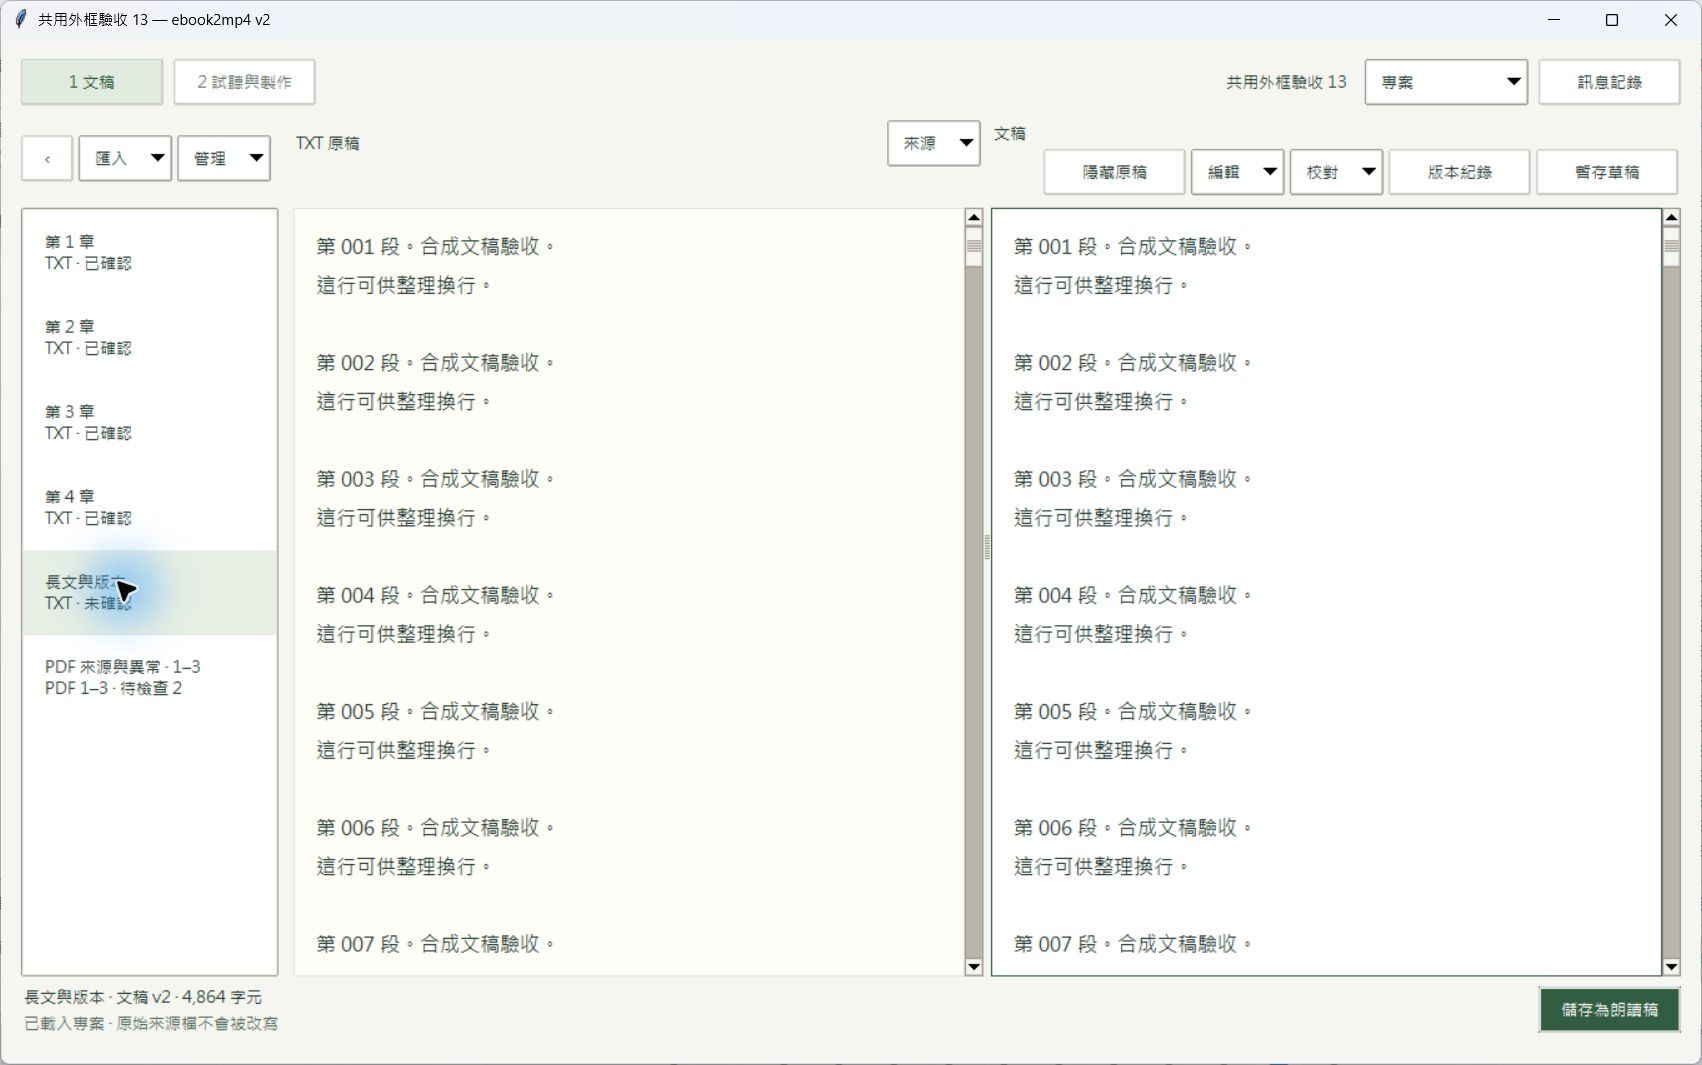 共用外框驗收 13 — ebook2mp4 v2
1 文稿
2 試聽與製作
共用外框驗收 13
專案
訊息記錄
‹
匯入
管理
TXT 原稿
來源
文稿
隱藏原稿
編輯
校對
版本紀錄
暫存草稿
第 1 章
TXT · 已確認
第 2 章
TXT · 已確認
第 3 章
TXT · 已確認
第 4 章
TXT · 已確認
長文與版本
TXT · 未確認
PDF 來源與異常 · 1–3
PDF 1–3 · 待檢查 2
第 001 段。合成文稿驗收。
這行可供整理換行。
第 002 段。合成文稿驗收。
這行可供整理換行。
第 003 段。合成文稿驗收。
這行可供整理換行。
第 004 段。合成文稿驗收。
這行可供整理換行。
第 005 段。合成文稿驗收。
這行可供整理換行。
第 006 段。合成文稿驗收。
這行可供整理換行。
第 007 段。合成文稿驗收。
第 001 段。合成文稿驗收。
這行可供整理換行。
第 002 段。合成文稿驗收。
這行可供整理換行。
第 003 段。合成文稿驗收。
這行可供整理換行。
第 004 段。合成文稿驗收。
這行可供整理換行。
第 005 段。合成文稿驗收。
這行可供整理換行。
第 006 段。合成文稿驗收。
這行可供整理換行。
第 007 段。合成文稿驗收。
長文與版本 · 文稿 v2 · 4,864 字元
已載入專案 · 原始來源檔不會被改寫
儲存為朗讀稿